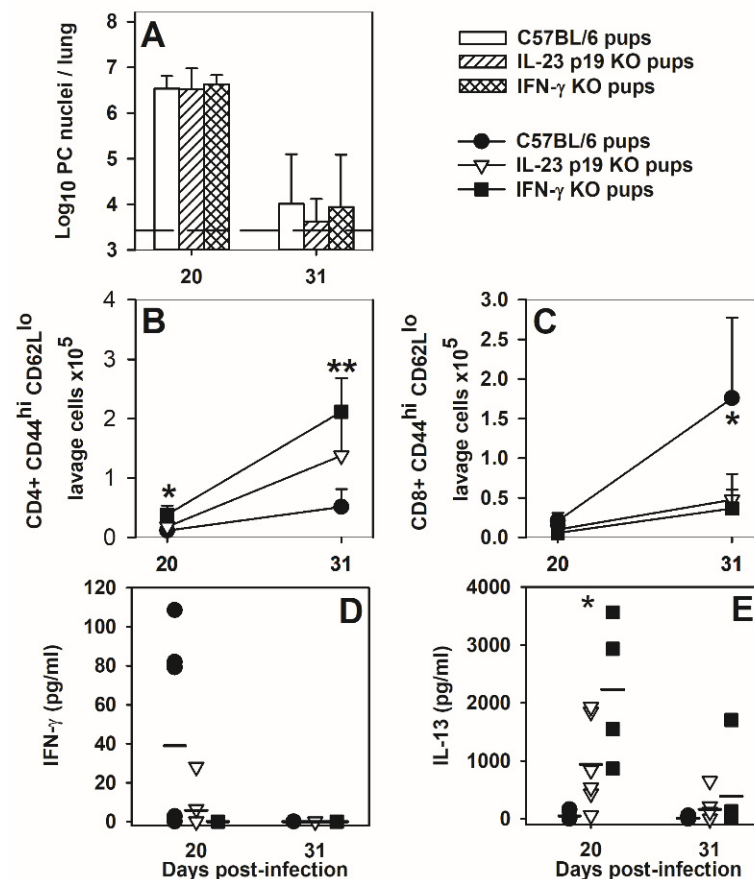 A
Log10 PC nuclei / lung
8
7
6
5
4
3
20
31
C57BL/6 pups
IL-23 p19 KO pups
IFN-γ KO pups
C57BL/6 pups
IL-23 p19 KO pups
IFN-γ KO pups
B
CD4+ CD44hi CD62Llo
lavage cells x10^5
4
3
2
1
0
*
**
20
31
C
CD8+ CD44hi CD62Llo
lavage cells x10^5
3.0
2.5
2.0
1.5
1.0
0.5
0.0
*
20
31
D
IFN-γ (pg/ml)
120
100
80
60
40
20
0
20
31
Days post-infection
E
IL-13 (pg/ml)
4000
3000
2000
1000
0
*
20
31
Days post-infection